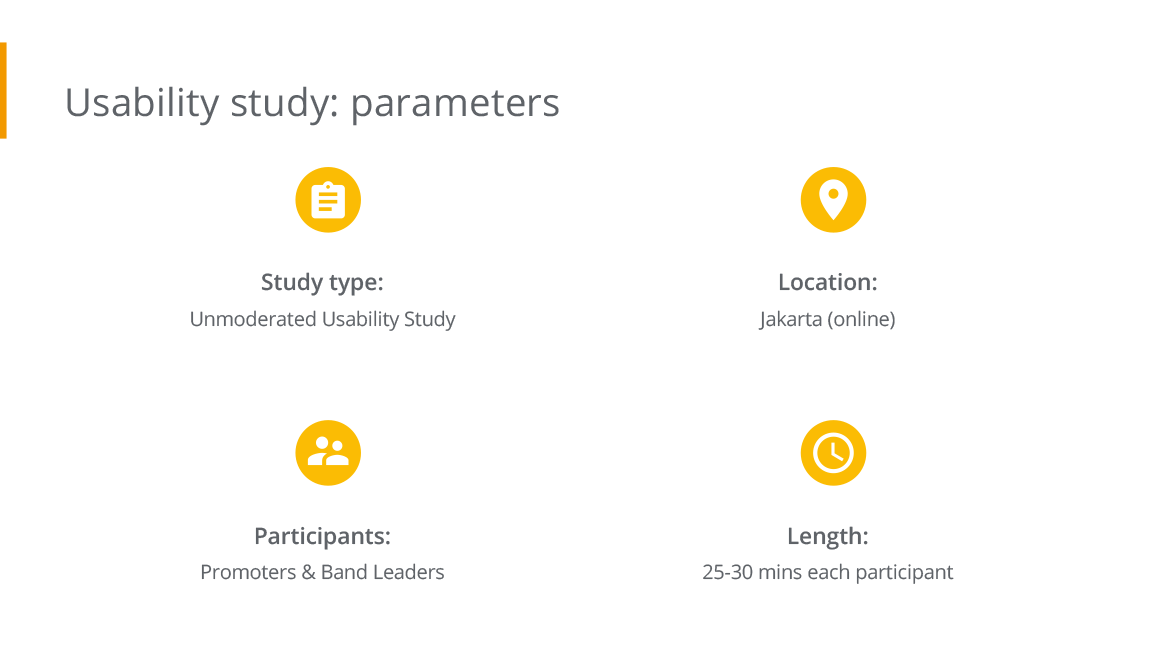 Usability study: parameters
Study type:
Unmoderated Usability Study
Location:
Jakarta (online)
Participants:
Promoters & Band Leaders
Length:
25-30 mins each participant